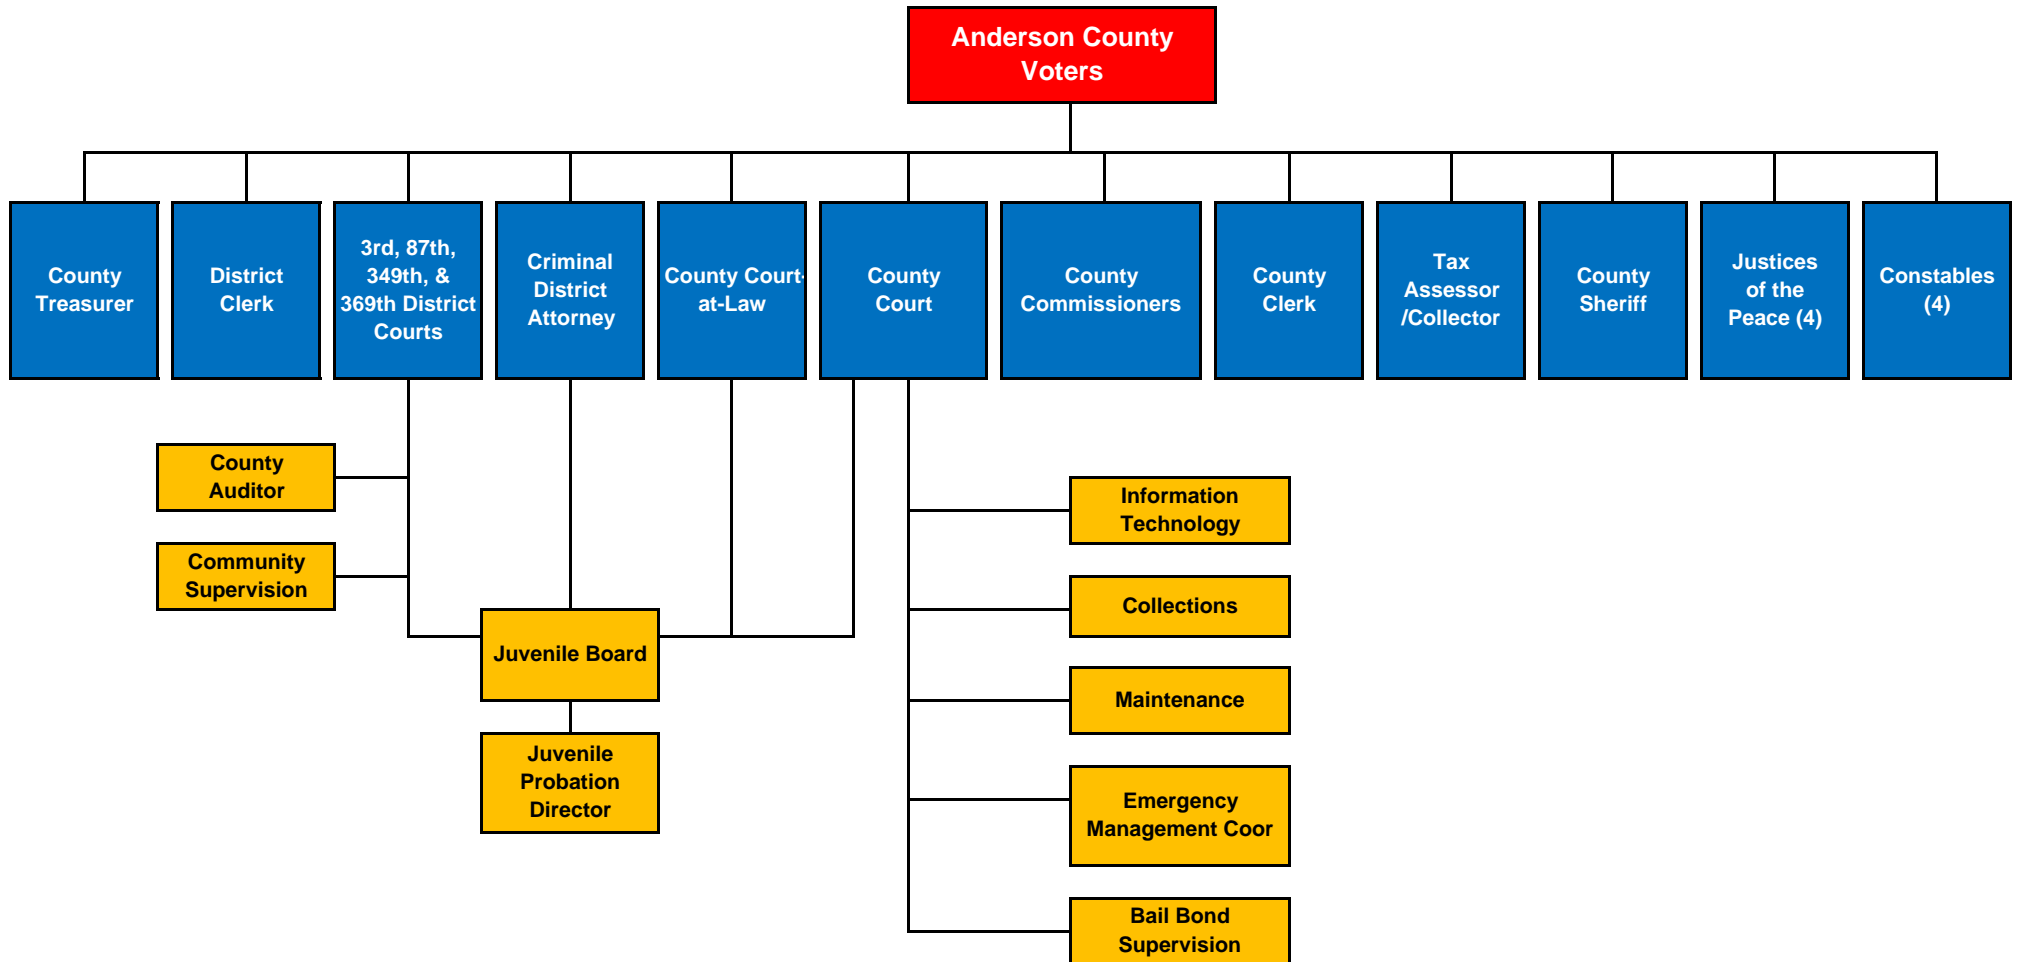 Anderson County
Voters
County
Treasurer
District
Clerk
3rd, 87th,
349th, &
369th District
Courts
Criminal
District
Attorney
County Court-
at-Law
County
Court
County
Commissioners
County
Clerk
Tax
Assessor
/Collector
County
Sheriff
Justices
of the
Peace (4)
Constables
(4)
County
Auditor
Community
Supervision
Juvenile Board
Juvenile
Probation
Director
Information
Technology
Collections
Maintenance
Emergency
Management Coor
Bail Bond
Supervision